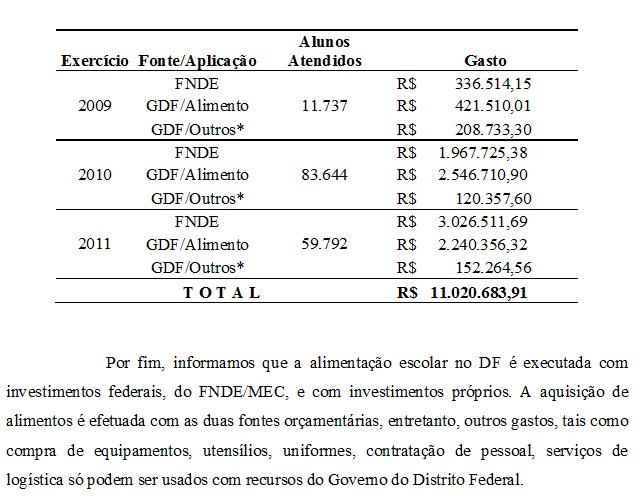 Exercício Fonte/Aplicação Alunos Atendidos Gasto
FNDE R$ 336.514,15
2009 GDF/Alimento 11.737 R$ 421.510,01
GDF/Outros* R$ 208.733,30
FNDE R$ 1.967.725,38
2010 GDF/Alimento 83.644 R$ 2.546.710,90
GDF/Outros* R$ 120.357,60
FNDE R$ 3.026.511,69
2011 GDF/Alimento 59.792 R$ 2.240.356,32
GDF/Outros* R$ 152.264,56
T O T A L R$ 11.020.683,91
Por fim, informamos que a alimentação escolar no DF é executada com
investimentos federais, do FNDE/MEC, e com investimentos próprios. A aquisição de
alimentos é efetuada com as duas fontes orçamentárias, entretanto, outros gastos, tais como
compra de equipamentos, utensílios, uniformes, contratação de pessoal, serviços de
logística só podem ser usados com recursos do Governo do Distrito Federal.